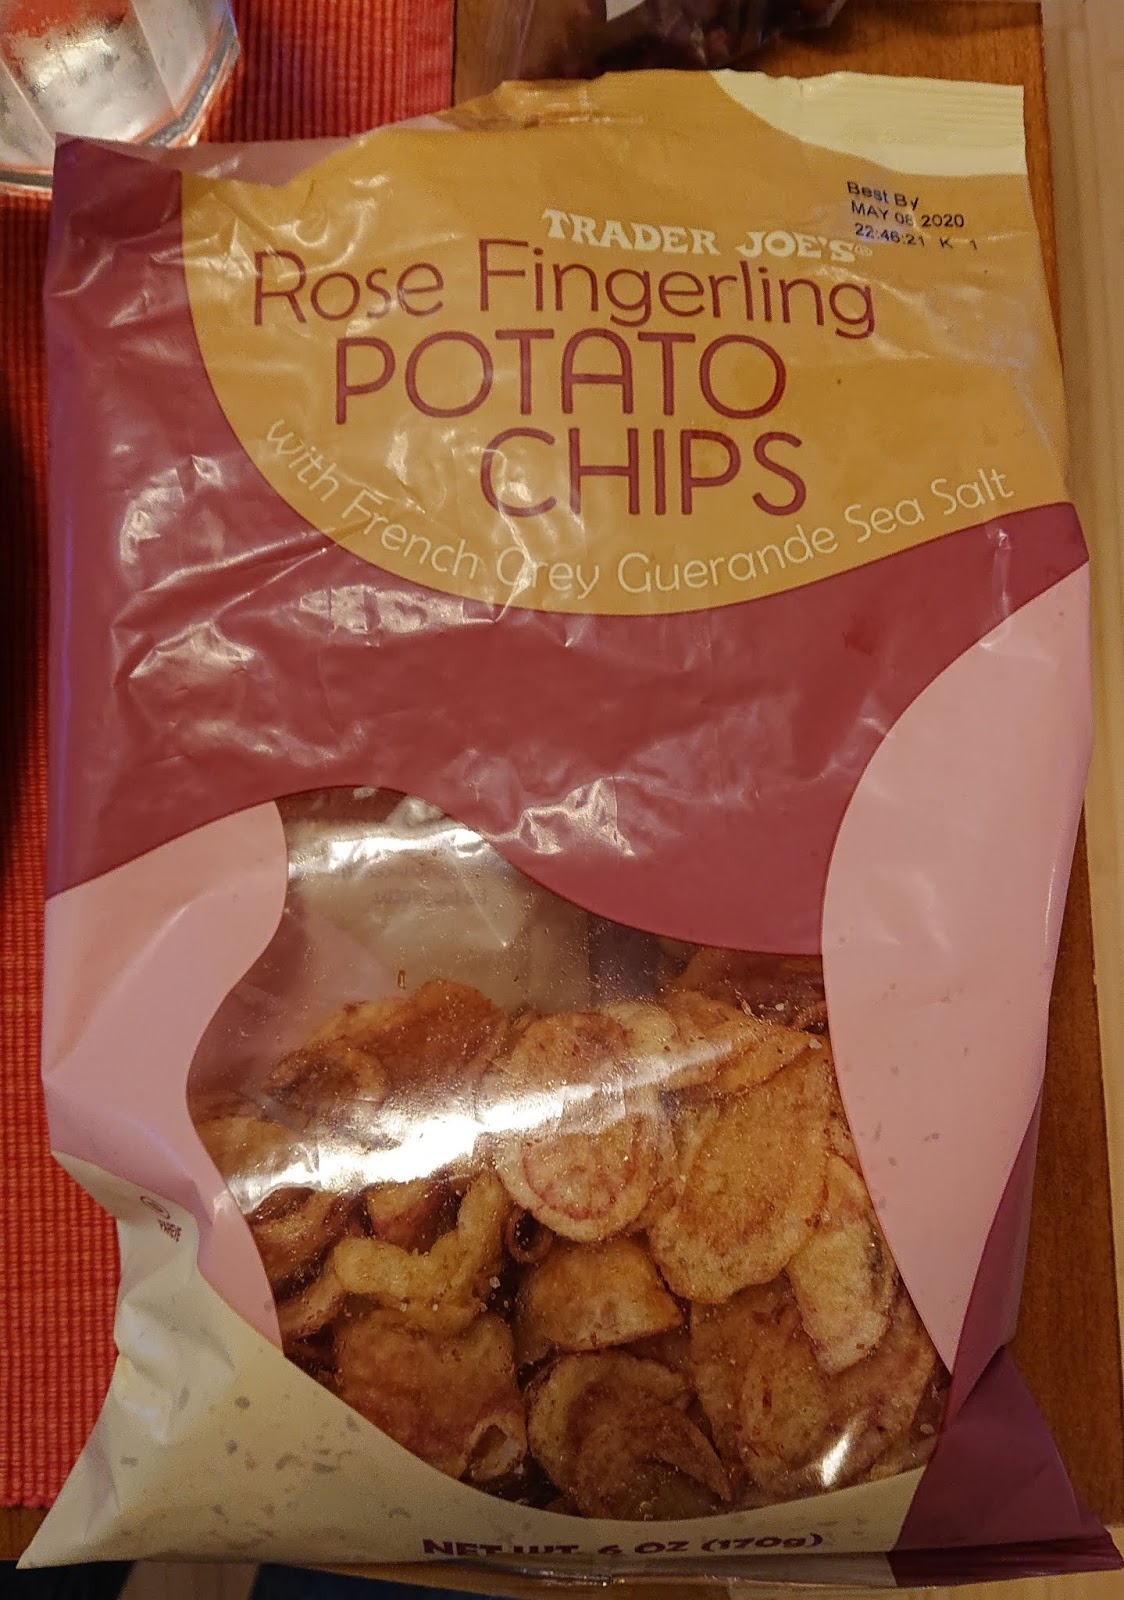 Best By
MAY 08 2020
22:46:21 K 1
TRADER JOE'S®
Rose Fingerling
POTATO
CHIPS
with French Grey Guerande Sea Salt
PAREVE
NET WT. 6 OZ (170g)